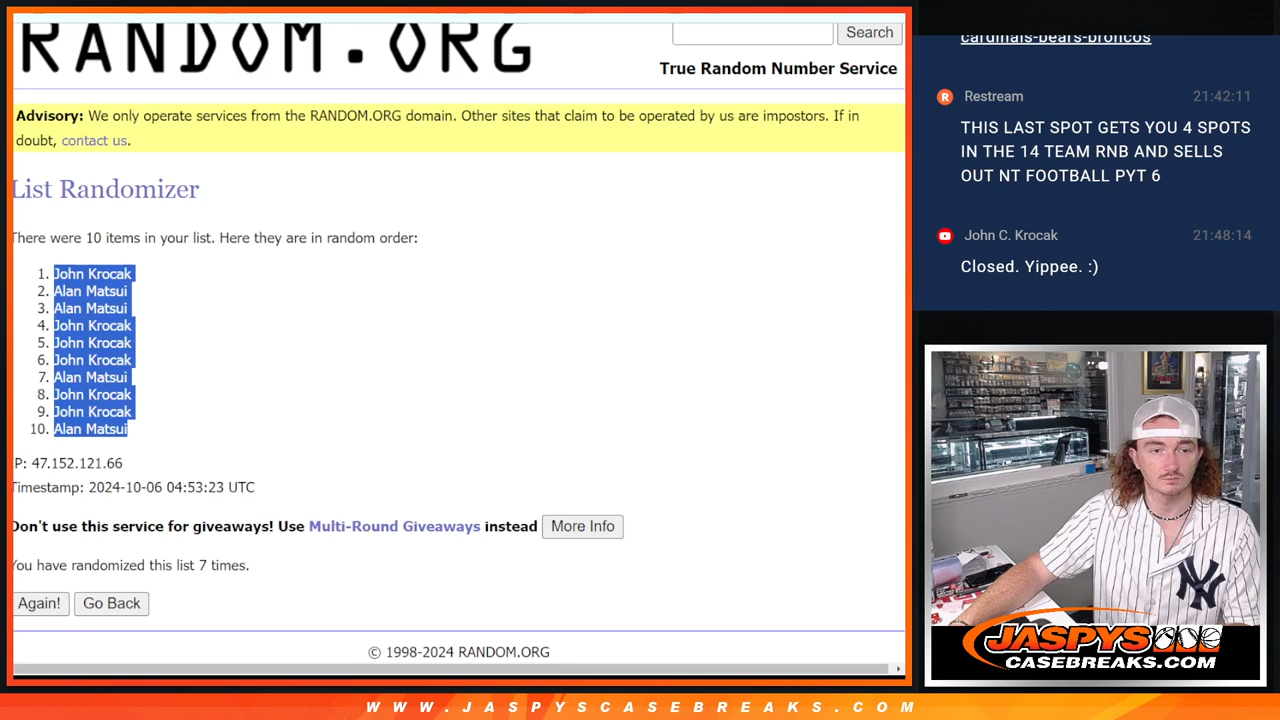 RANDOM.ORG
Search
True Random Number Service
Advisory: We only operate services from the RANDOM.ORG domain. Other sites that claim to be operated by us are impostors. If in
doubt, contact us.
List Randomizer
There were 10 items in your list. Here they are in random order:
1. John Krocak
2. Alan Matsui
3. Alan Matsui
4. John Krocak
5. John Krocak
6. John Krocak
7. Alan Matsui
8. John Krocak
9. John Krocak
10. Alan Matsui
IP: 47.152.121.66
Timestamp: 2024-10-06 04:53:23 UTC
Don't use this service for giveaways! Use Multi-Round Giveaways instead More Info
You have randomized this list 7 times.
Again! Go Back
© 1998-2024 RANDOM.ORG
cardinals-bears-broncos
Restream 21:42:11
THIS LAST SPOT GETS YOU 4 SPOTS
IN THE 14 TEAM RNB AND SELLS
OUT NT FOOTBALL PYT 6
John C. Krocak 21:48:14
Closed. Yippee. :)
JASPYS
CASEBREAKS.COM
WWW.JASPYSCASEBREAKS.COM